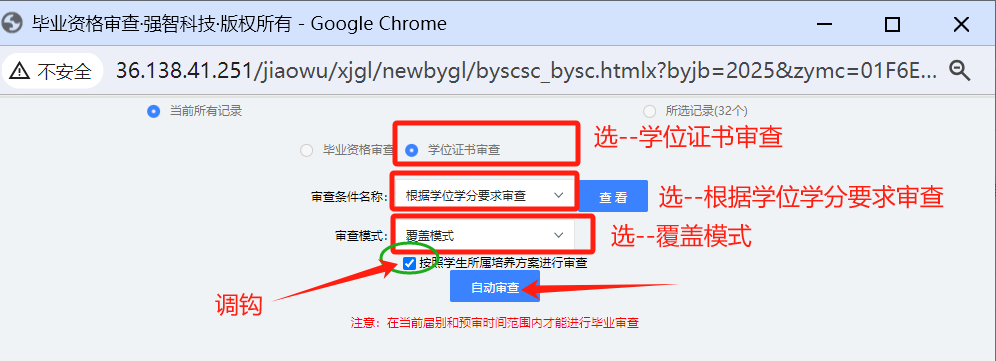 毕业资格审查·强智科技·版权所有 - Google Chrome
不安全 36.138.41.251/jiaowu/xjgl/newbygl/byscsc_bysc.htmlx?byjb=2025&zymc=01F6E...
当前所有记录 所选记录(32个)
毕业资格审查 学位证书审查 选--学位证书审查
审查条件名称: 根据学位学分要求审查 查 看 选--根据学位学分要求审查
审查模式: 覆盖模式 选--覆盖模式
按照学生所属培养方案进行审查
自动审查
调钩
注意：在当前届别和预审时间范围内才能进行毕业审查